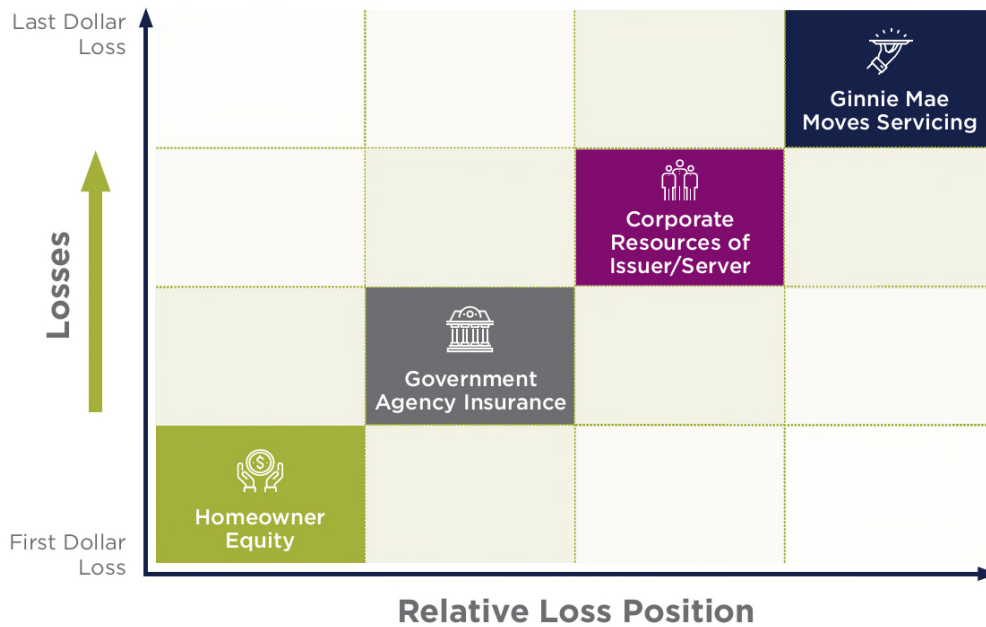 Last Dollar
Loss
Ginnie Mae
Moves Servicing
Corporate
Resources of
Issuer/Server
Losses
$
Government
Agency Insurance
Homeowner
Equity
First Dollar
Loss
Relative Loss Position